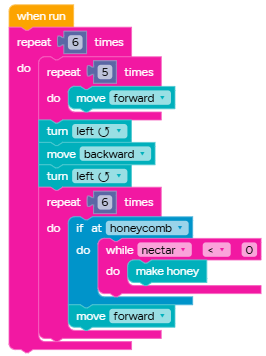 when run
repeat 6 times
do repeat 5 times
do move forward
turn left
move backward
turn left
repeat 6 times
do if at honeycomb
do while nectar < 0
do make honey
move forward